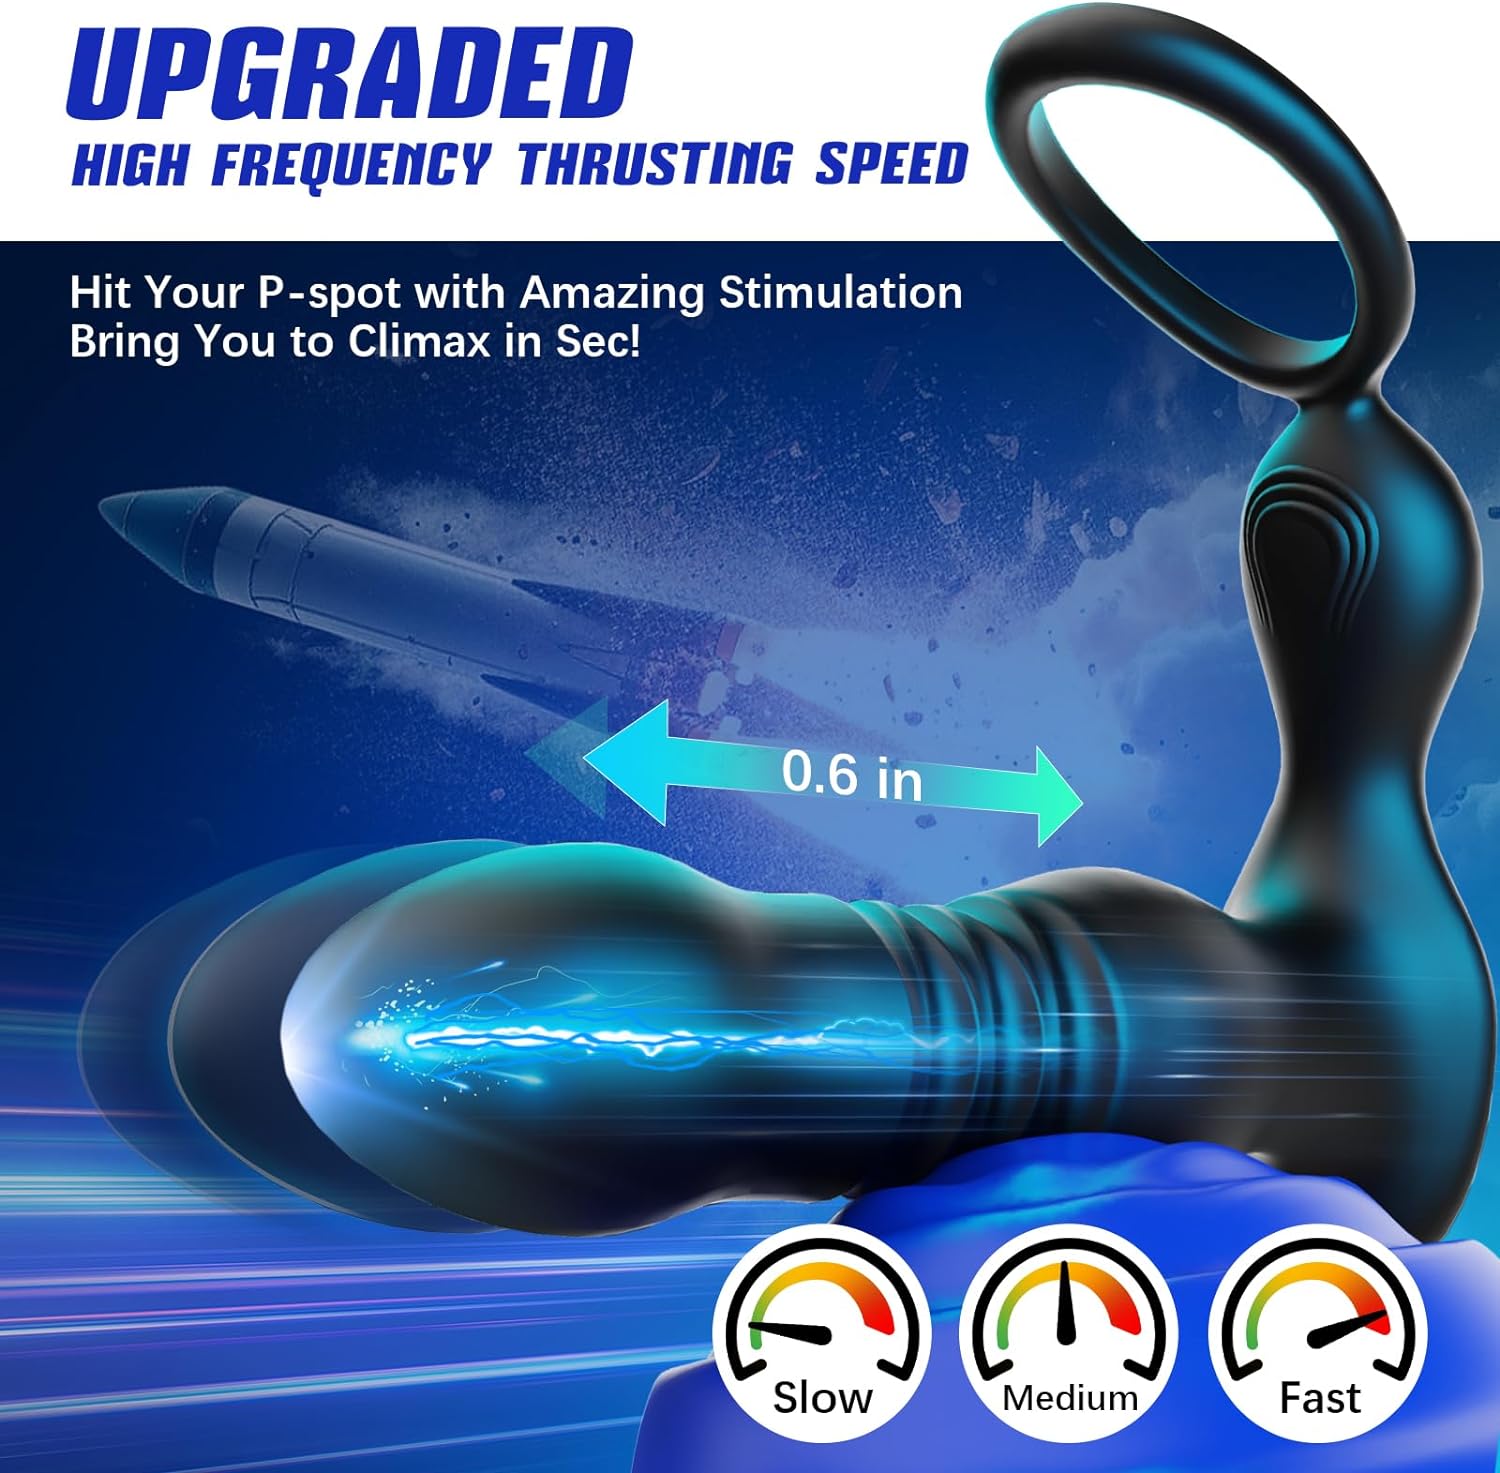 UPGRADED
HIGH FREQUENCY THRUSTING SPEED
Hit Your P-spot with Amazing Stimulation
Bring You to Climax in Sec!
0.6 in
Slow
Medium
Fast